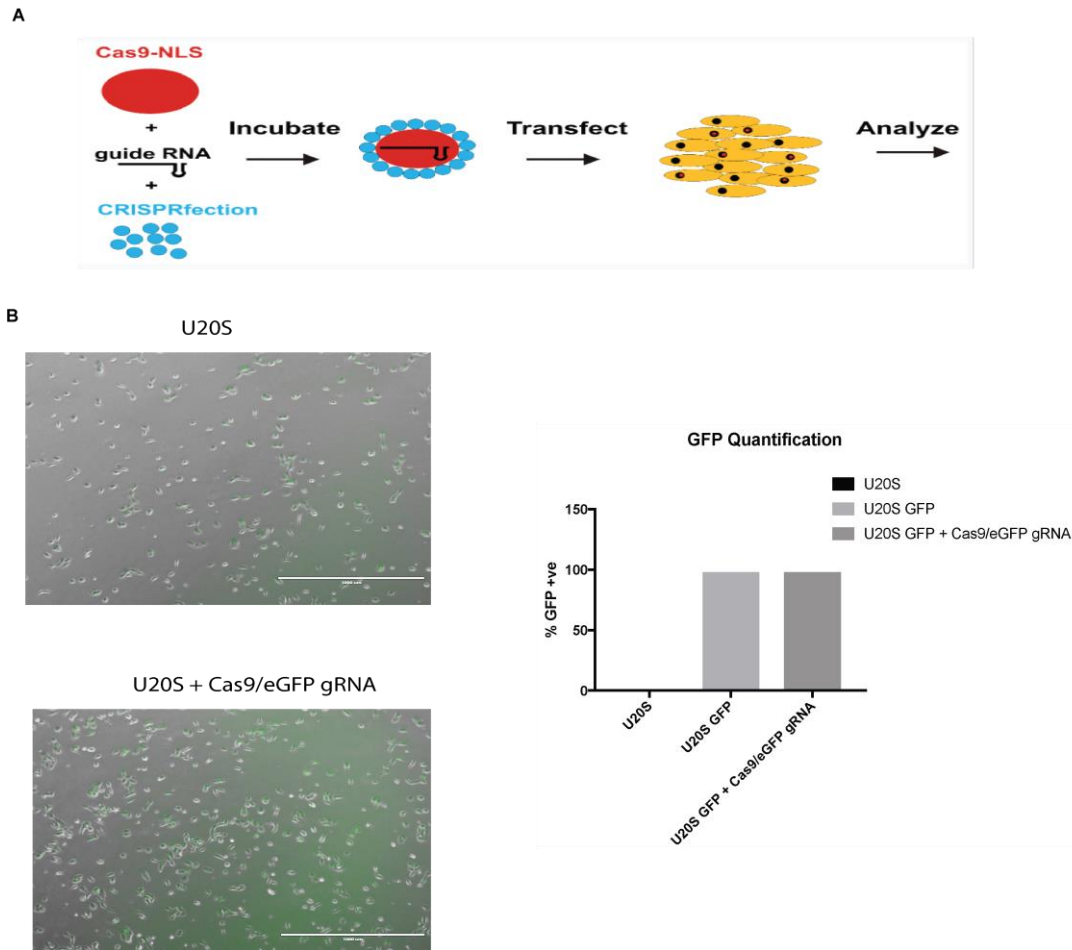 A
Cas9-NLS
+
guide RNA
+
CRISPRfection
Incubate
Transfect
Analyze
B
U20S
U20S + Cas9/eGFP gRNA
GFP Quantification
U20S
U20S GFP
U20S GFP + Cas9/eGFP gRNA
% GFP +ve
150
100
50
0
U20S
U20S GFP
U20S GFP + Cas9/eGFP gRNA